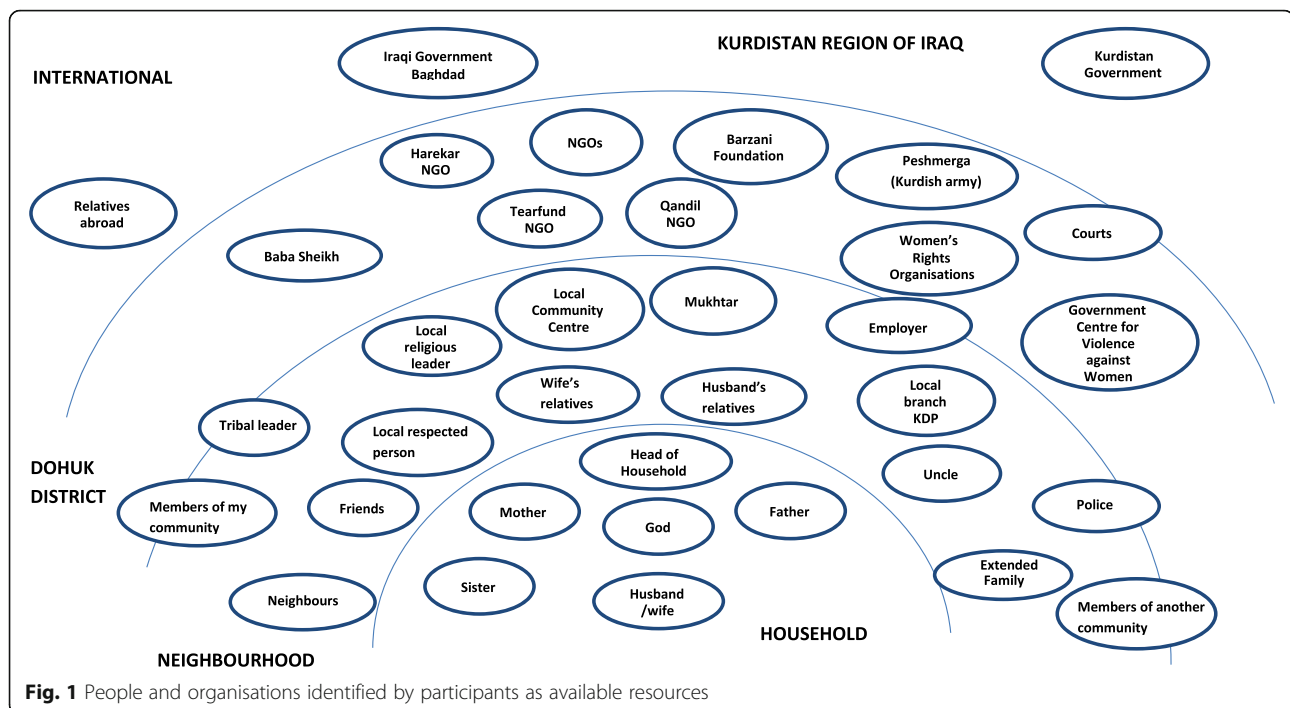 KURDISTAN REGION OF IRAQ
INTERNATIONAL
Iraqi Government
Baghdad
Kurdistan
Government
Harekar
NGO
NGOs
Barzani
Foundation
Peshmerga
(Kurdish army)
Relatives
abroad
Tearfund
NGO
Qandil
NGO
Courts
Baba Sheikh
Women's
Rights
Organisations
Local
Community
Centre
Mukhtar
Employer
Government
Centre for
Violence
against
Women
Local
religious
leader
Wife's
relatives
Husband's
relatives
Local
branch
KDP
Tribal leader
Local respected
person
Head of
Household
Uncle
DOHUK
DISTRICT
Members of my
community
Friends
Mother
God
Father
Police
Neighbours
Sister
Husband
/wife
Extended
Family
Members of another
community
HOUSEHOLD
NEIGHBOURHOOD
Fig. 1 People and organisations identified by participants as available resources